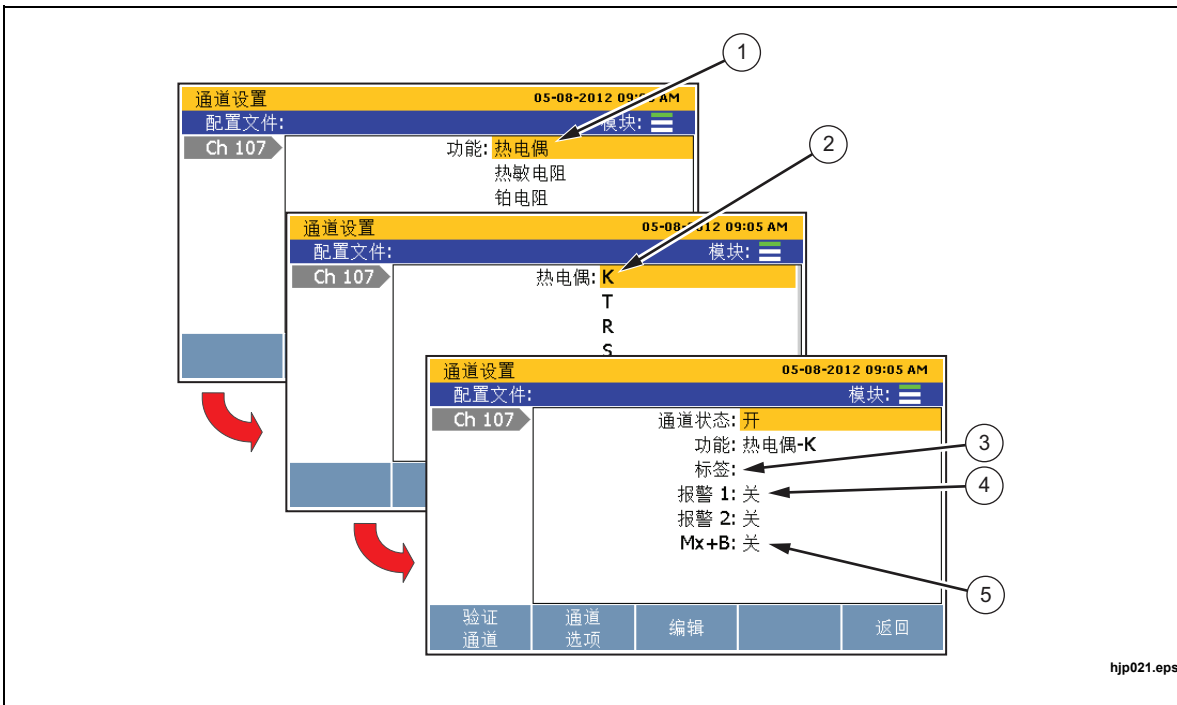 1
通道设置 05-08-2012 09:05 AM
配置文件: 模块:
Ch 107 功能: 热电偶
热敏电阻
铂电阻
2
通道设置 05-08-2012 09:05 AM
配置文件: 模块:
Ch 107 热电偶: K
T
R
S
通道设置 05-08-2012 09:05 AM
配置文件: 模块:
Ch 107 通道状态: 开
功能: 热电偶-K
标签:
3
报警 1: 关
4
报警 2: 关
Mx+B: 关
5
验证通道 通道选项 编辑 返回
hjp021.eps